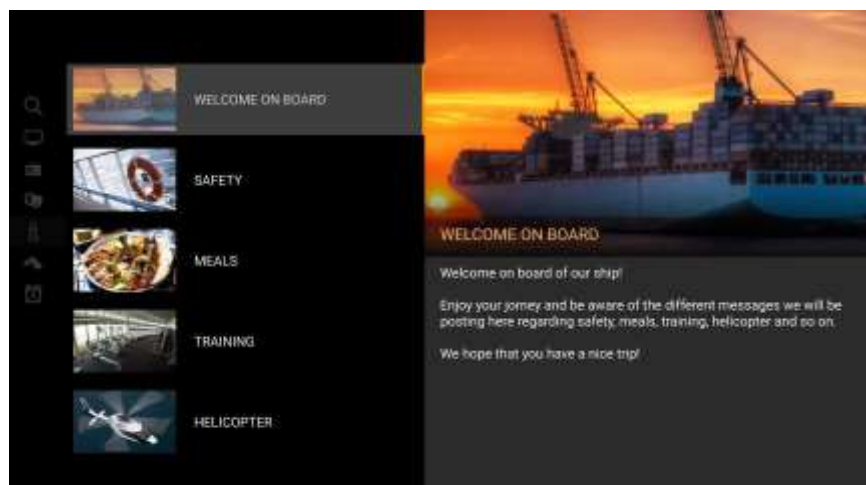 WELCOME ON BOARD
SAFETY
MEALS
TRAINING
HELICOPTER
WELCOME ON BOARD
Welcome on board of our ship!
Enjoy your jorney and be aware of the different messages we will be
posting here regarding safety, meals, training, helicopter and so on.
We hope that you have a nice trip!